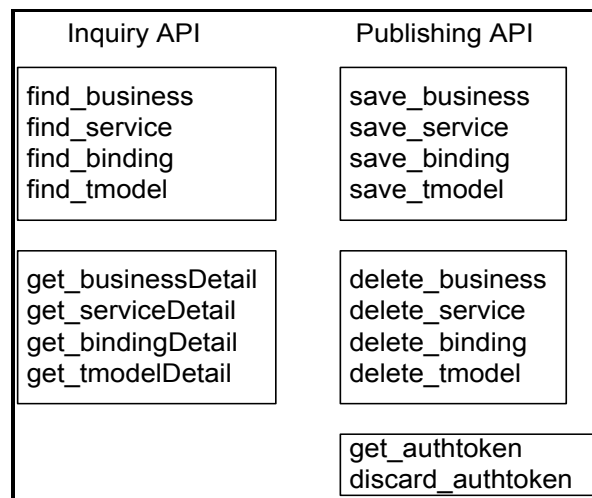 Inquiry API
find_business
find_service
find_binding
find_tmodel
get_businessDetail
get_serviceDetail
get_bindingDetail
get_tmodelDetail
Publishing API
save_business
save_service
save_binding
save_tmodel
delete_business
delete_service
delete_binding
delete_tmodel
get_authtoken
discard_authtoken